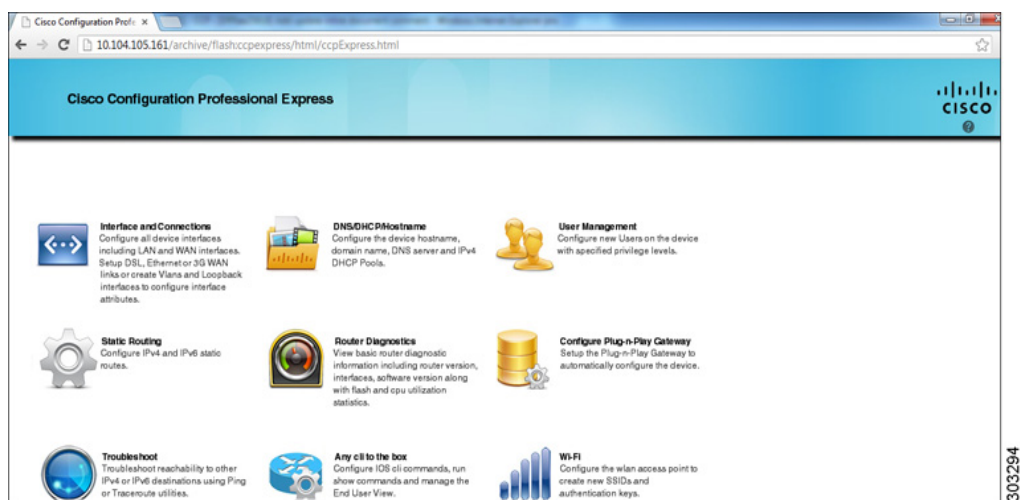 Cisco Configuration Profe
10.104.105.161/archive/flash:ccpexpress/html/ccpExpress.html
Cisco Configuration Professional Express
CISCO
?
Interface and Connections
Configure all device interfaces
including LAN and WAN interfaces.
Setup DSL, Ethernet or 3G WAN
links or create Vlans and Loopback
interfaces to configure interface
attributes.
DNS/DHCP/Hostname
Configure the device hostname,
domain name, DNS server and IPv4
DHCP Pools.
User Management
Configure new Users on the device
with specified privilege levels.
Static Routing
Configure IPv4 and IPv6 static
routes.
Router Diagnostics
View basic router diagnostic
information including router version,
interfaces, software version along
with flash and cpu utilization
statistics.
Configure Plug-n-Play Gateway
Setup the Plug-n-Play Gateway to
automatically configure the device.
Troubleshoot
Troubleshoot reachability to other
IPv4 or IPv6 destinations using Ping
or Traceroute utilities.
Any cli to the box
Configure IOS cli commands, run
show commands and manage the
End User View.
Wi-Fi
Configure the wlan access point to
create new SSIDs and
authentication keys.
203294